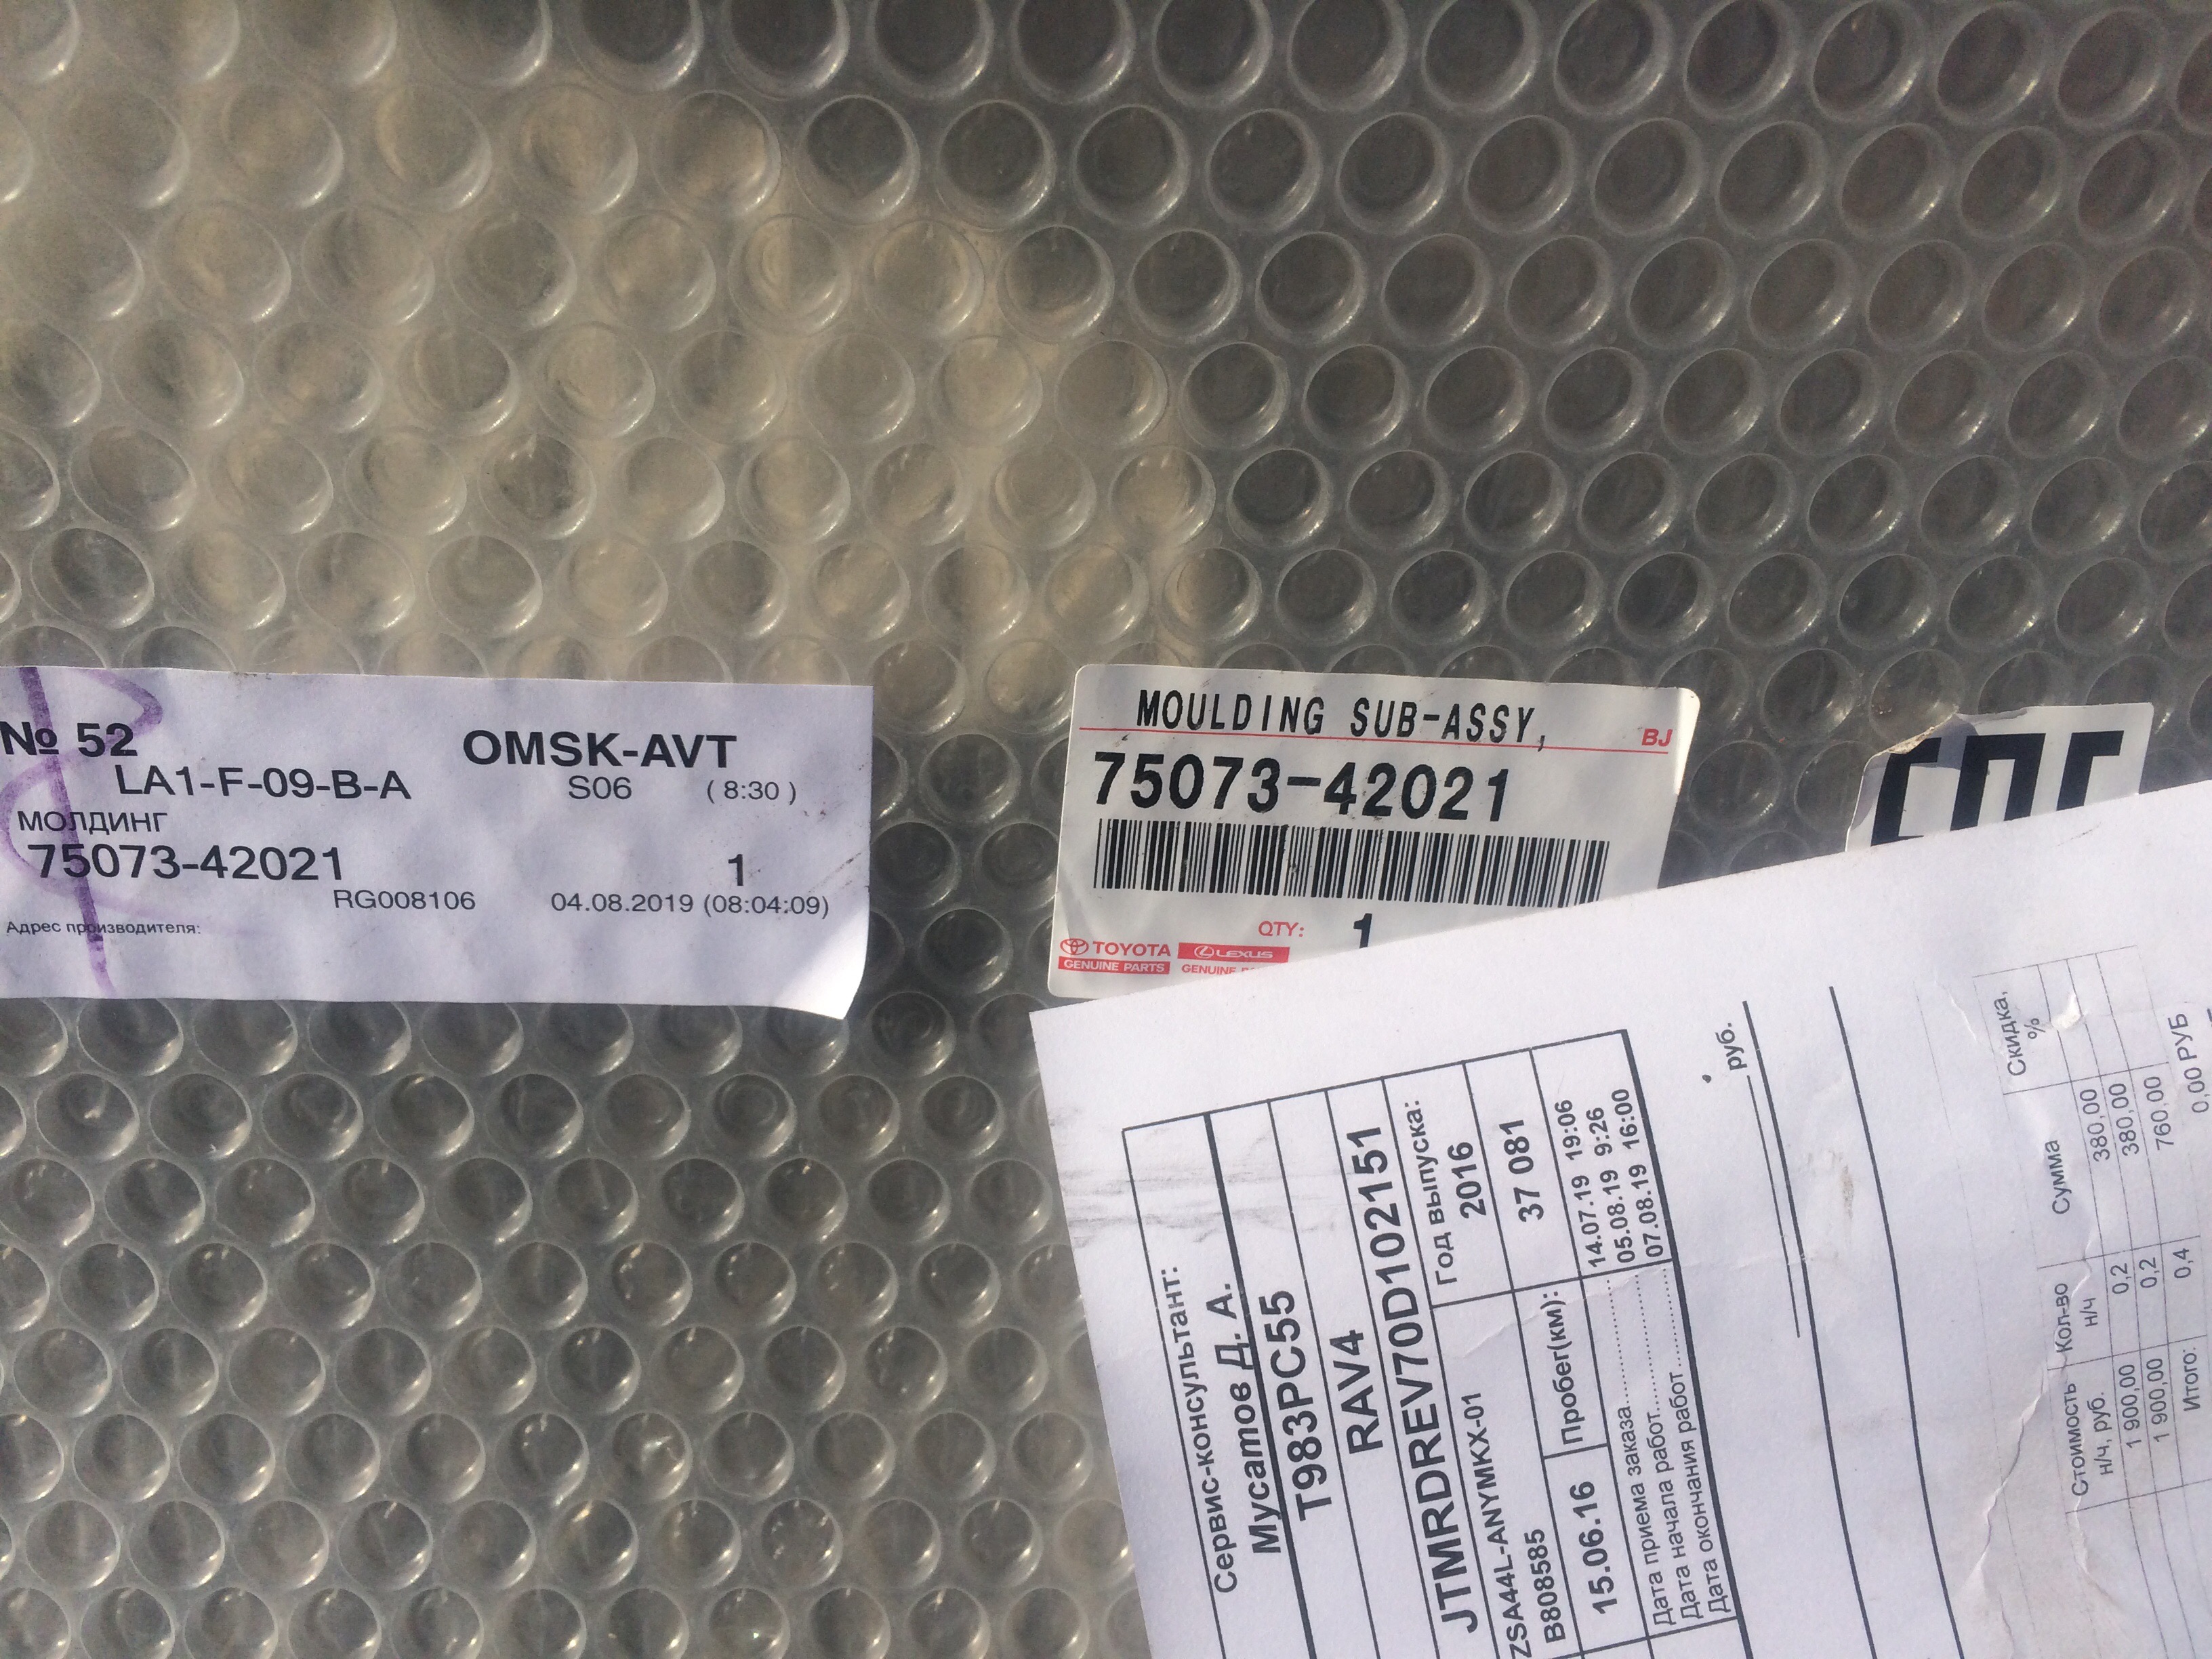 № 52
OMSK-AVT
LA1-F-09-B-A
S06 (8:30)
МОЛДИНГ
75073-42021
1
RG008106
04.08.2019 (08:04:09)
Адрес производителя:
MOULDING SUB-ASSY,
BJ
75073-42021
QTY: 1
TOYOTA
GENUINE PARTS
LEXUS
GENUINE
Сервис-консультант:
Мусатов Д. А.
T983PC55
RAV4
JTMRDREV70D102151
ZSA44L-ANYMKX-01
Год выпуска:
2016
B808585
15.06.16
Пробег(км):
37 081
Дата приема заказа 14.07.19 19:06
Дата начала работ 05.08.19 9:26
Дата окончания работ 07.08.19 16:00
руб.
Стоимость н/ч, руб.
Кол-во н/ч
Сумма
Скидка, %
1 900,00 0,2 380,00
1 900,00 0,2 380,00
Итого: 0,4 760,00
0,00 РУБ